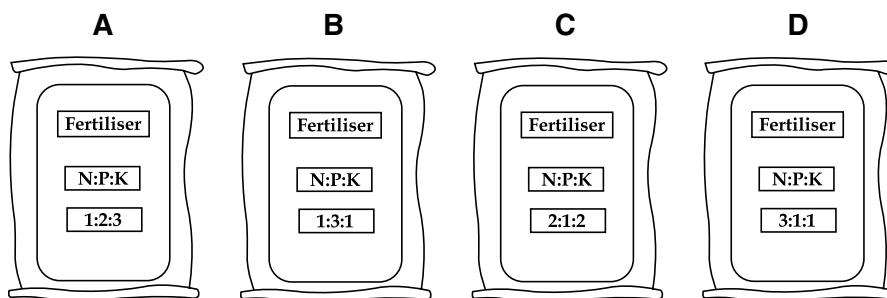 A B C D
Fertiliser Fertiliser Fertiliser Fertiliser
N:P:K N:P:K N:P:K N:P:K
1:2:3 1:3:1 2:1:2 3:1:1